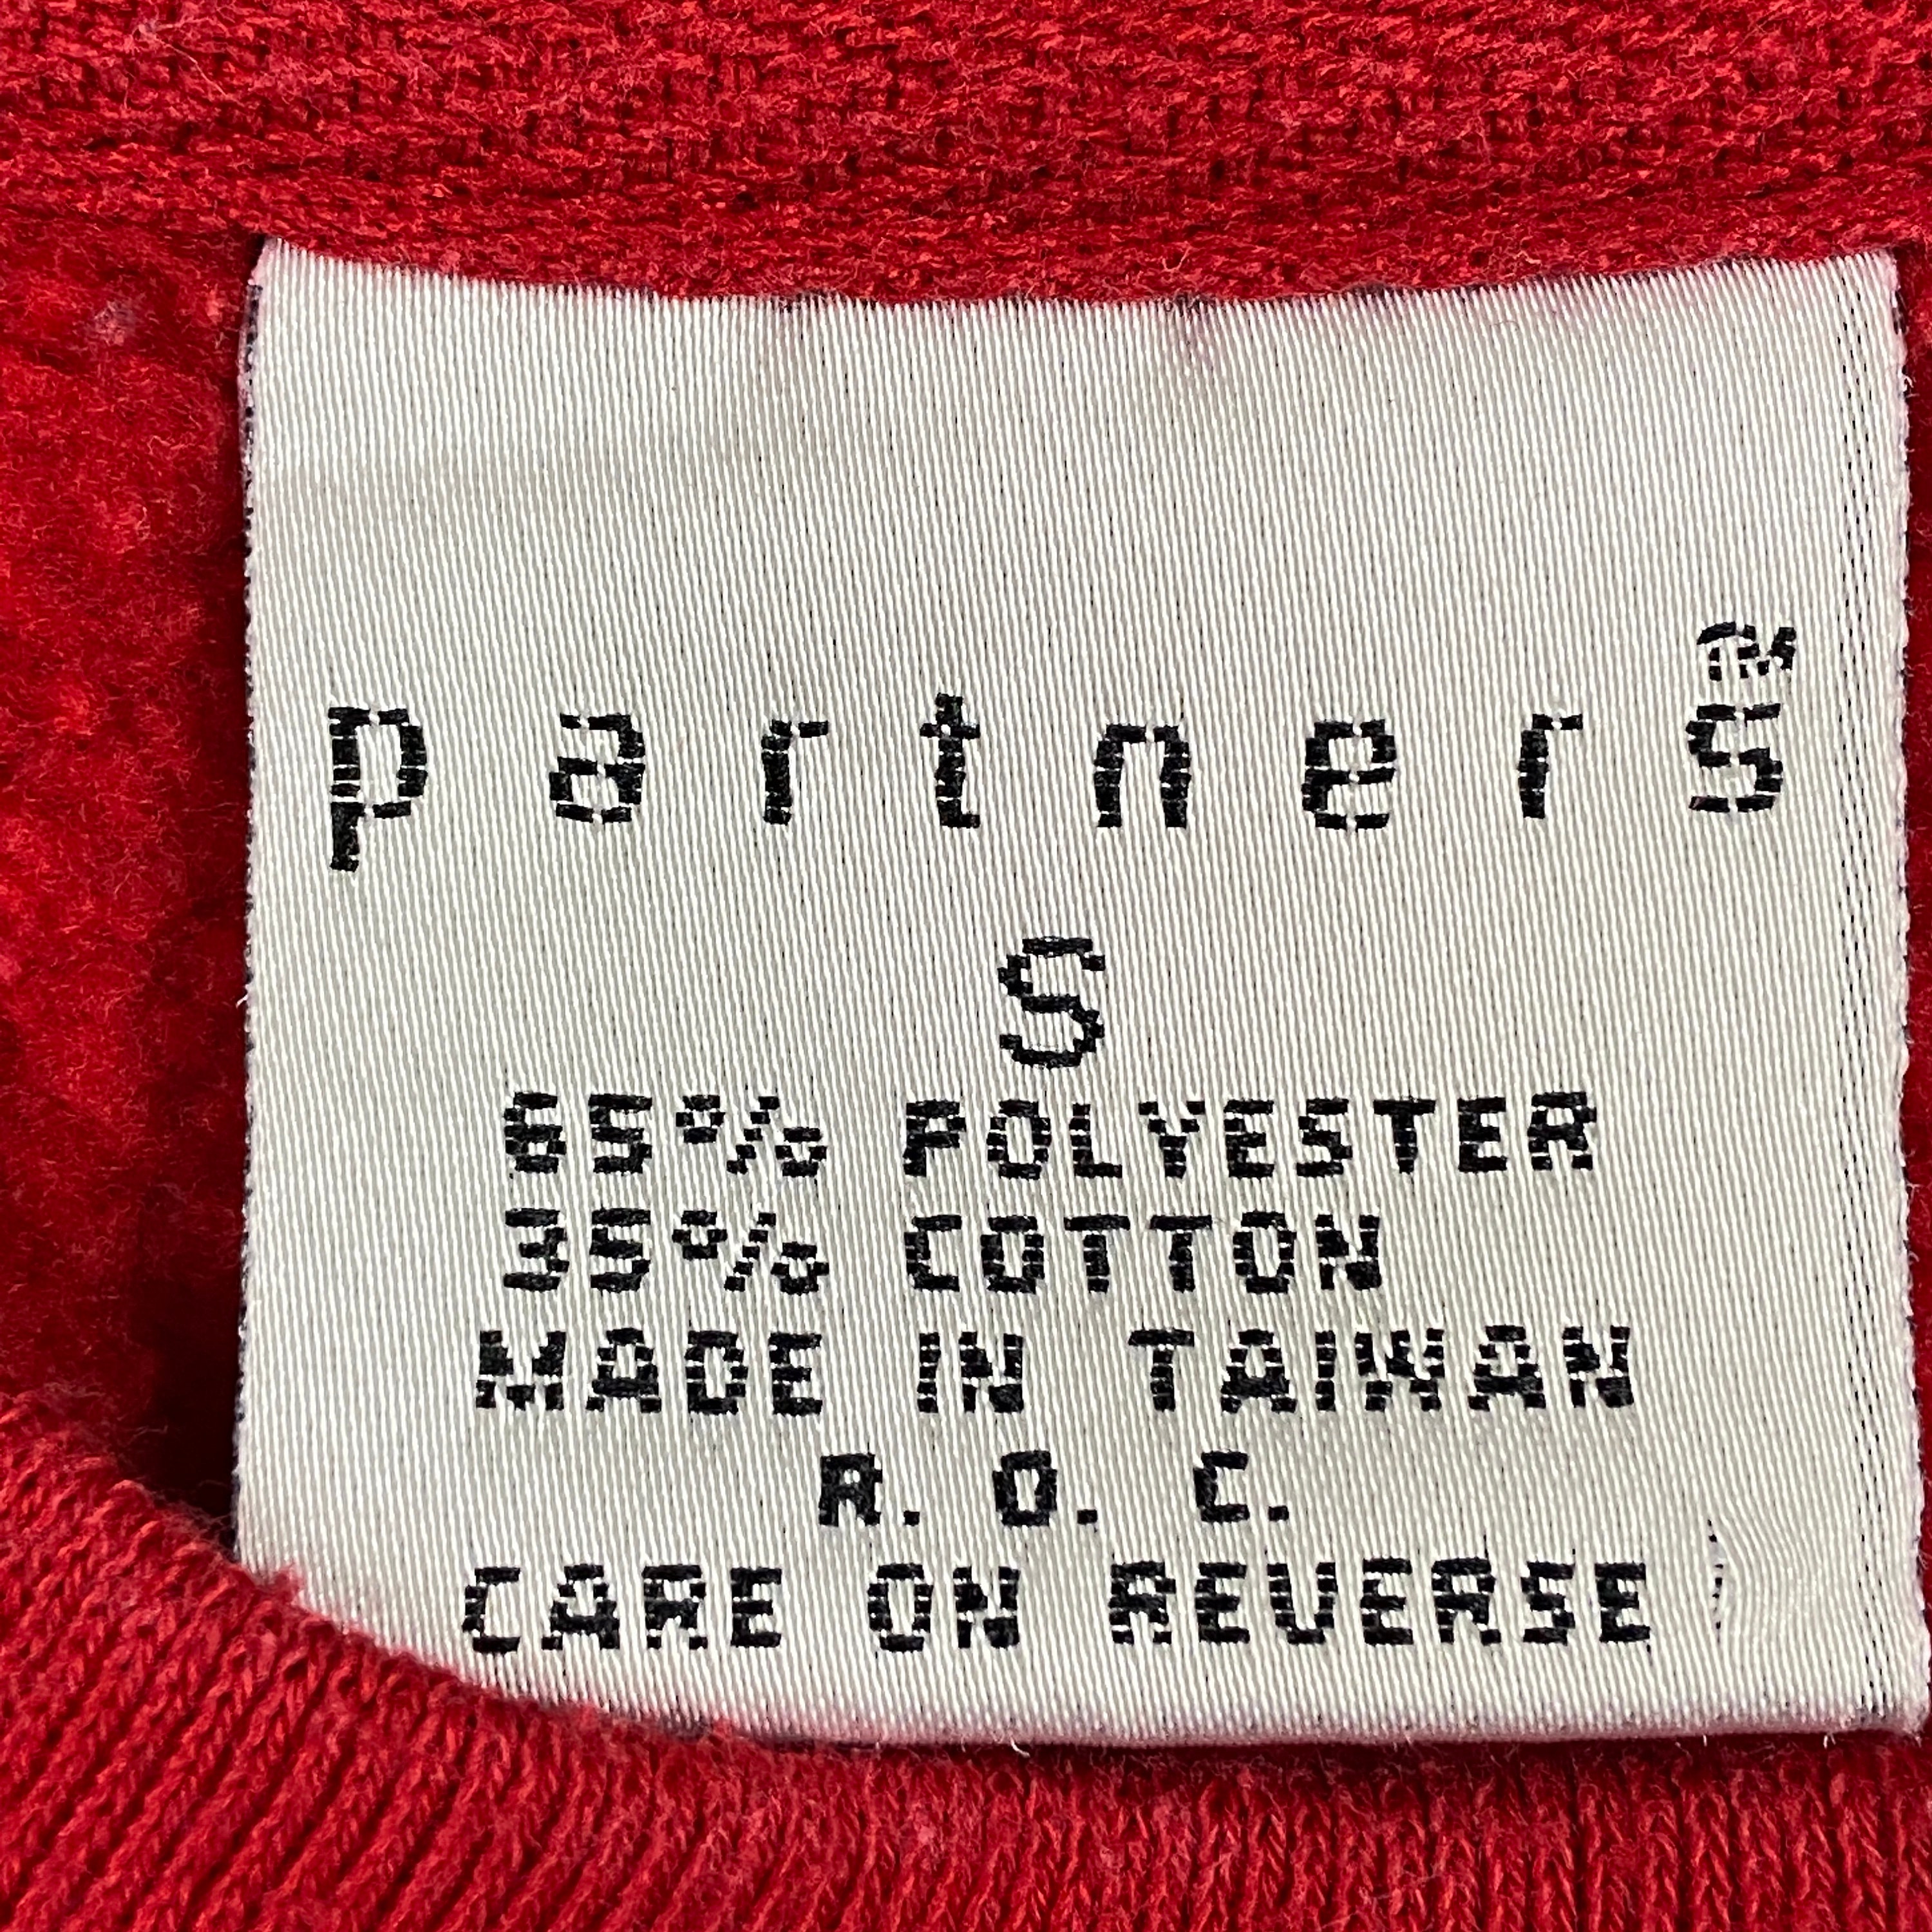 partners™
S
65% POLYESTER
35% COTTON
MADE IN TAIWAN
R. O. C.
CARE ON REVERSE